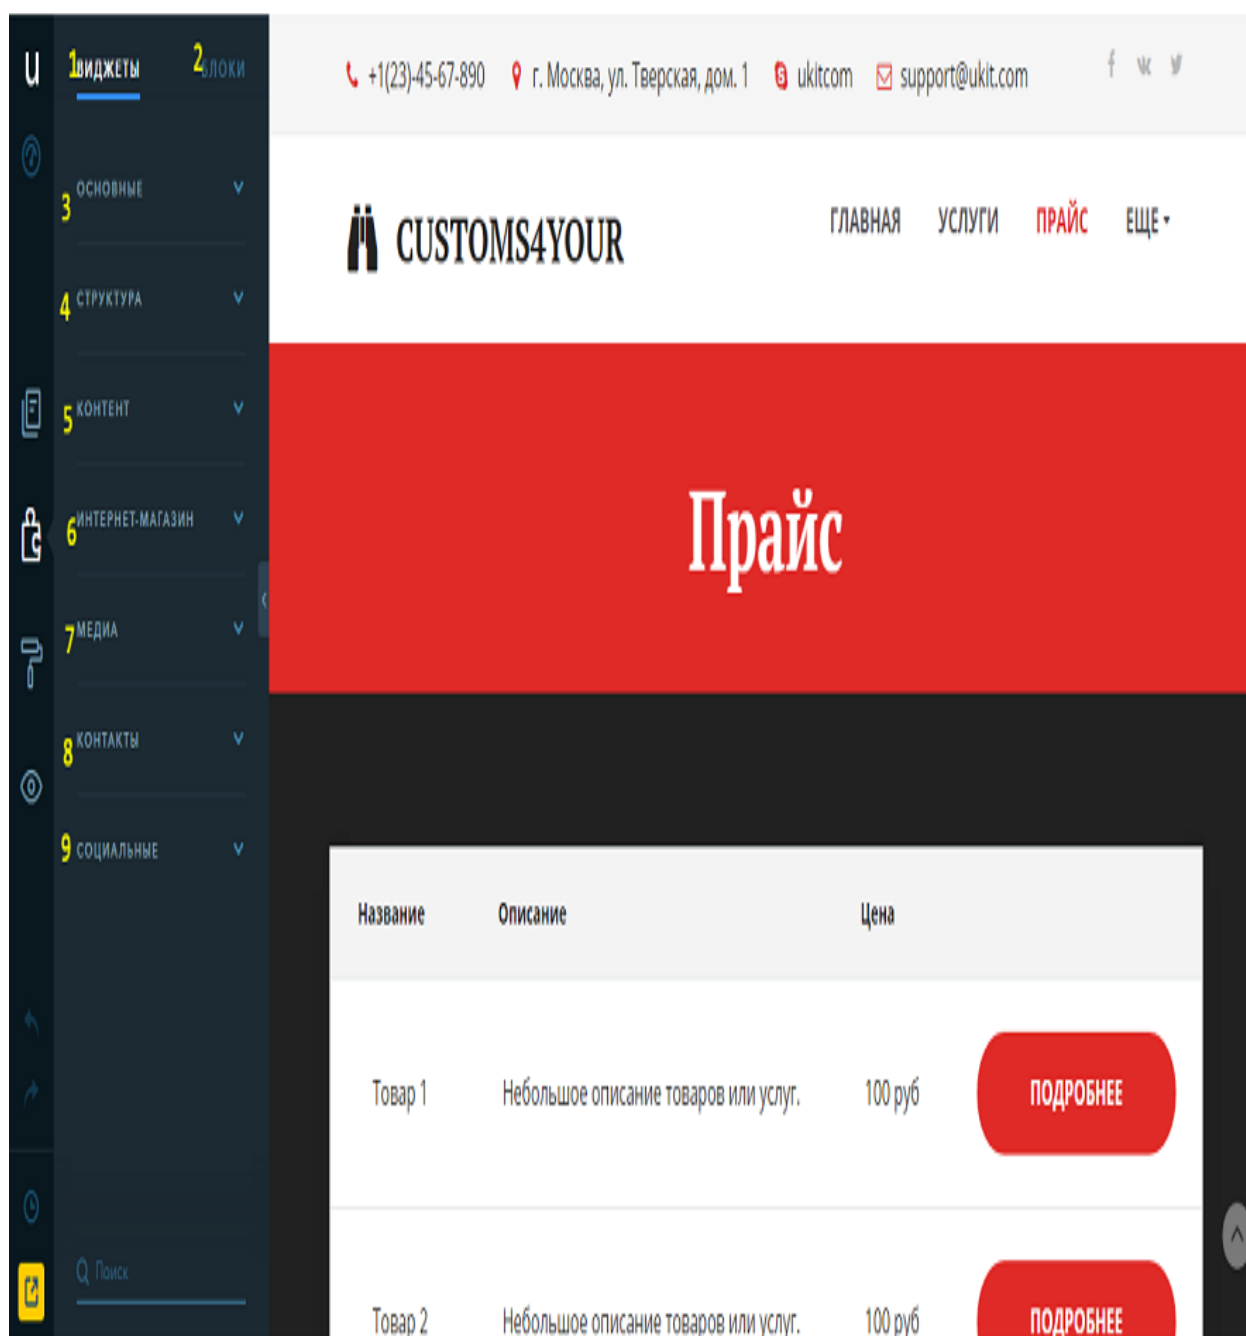 u
1 ВИДЖЕТЫ 2 БЛОКИ
3 ОСНОВНЫЕ
4 СТРУКТУРА
5 КОНТЕНТ
6 ИНТЕРНЕТ-МАГАЗИН
7 МЕДИА
8 КОНТАКТЫ
9 СОЦИАЛЬНЫЕ
Поиск
+1(23)-45-67-890 г. Москва, ул. Тверская, дом. 1 ukitcom support@ukit.com
CUSTOMS4YOUR
ГЛАВНАЯ УСЛУГИ ПРАЙС ЕЩЕ
Прайс
Название Описание Цена
Товар 1 Небольшое описание товаров или услуг. 100 руб ПОДРОБНЕЕ
Товар 2 Небольшое описание товаров или услуг. 100 руб ПОДРОБНЕЕ